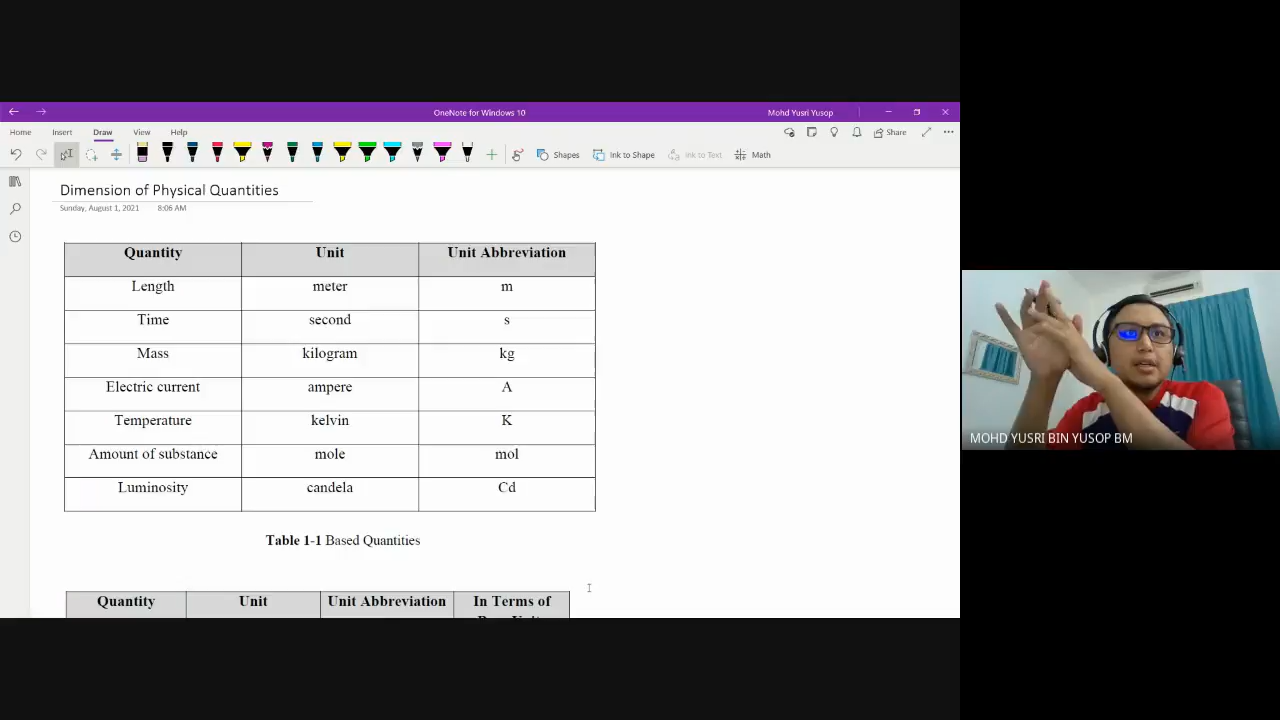 OneNote for Windows 10
Mohd Yusri Yusop
Home Insert Draw View Help
Share
Shapes Ink to Shape Ink to Text Math
Dimension of Physical Quantities
Sunday, August 1, 2021 8:06 AM
Quantity Unit Unit Abbreviation
Length meter m
Time second s
Mass kilogram kg
Electric current ampere A
Temperature kelvin K
Amount of substance mole mol
Luminosity candela Cd
Table 1-1 Based Quantities
Quantity Unit Unit Abbreviation In Terms of
MOHD YUSRI BIN YUSOP BM